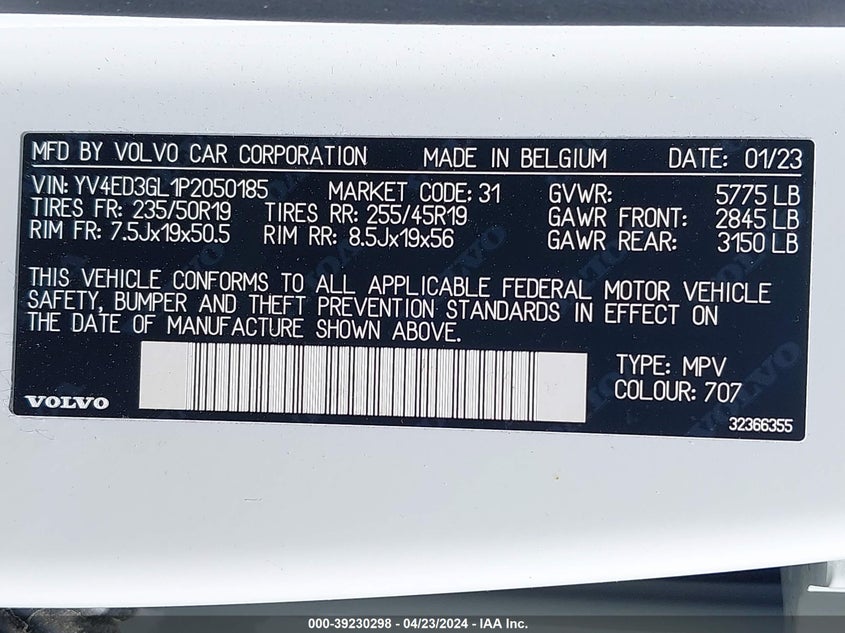 MFD BY VOLVO CAR CORPORATION MADE IN BELGIUM DATE: 01/23
VIN: YV4ED3GL1P2050185 MARKET CODE: 31 GVWR: 5775 LB
TIRES FR: 235/50R19 TIRES RR: 255/45R19 GAWR FRONT: 2845 LB
RIM FR: 7.5Jx19x50.5 RIM RR: 8.5Jx19x56 GAWR REAR: 3150 LB
THIS VEHICLE CONFORMS TO ALL APPLICABLE FEDERAL MOTOR VEHICLE
SAFETY, BUMPER AND THEFT PREVENTION STANDARDS IN EFFECT ON
THE DATE OF MANUFACTURE SHOWN ABOVE.
TYPE: MPV
COLOUR: 707
VOLVO
32366355
000-39230298 - 04/23/2024 - IAA Inc.